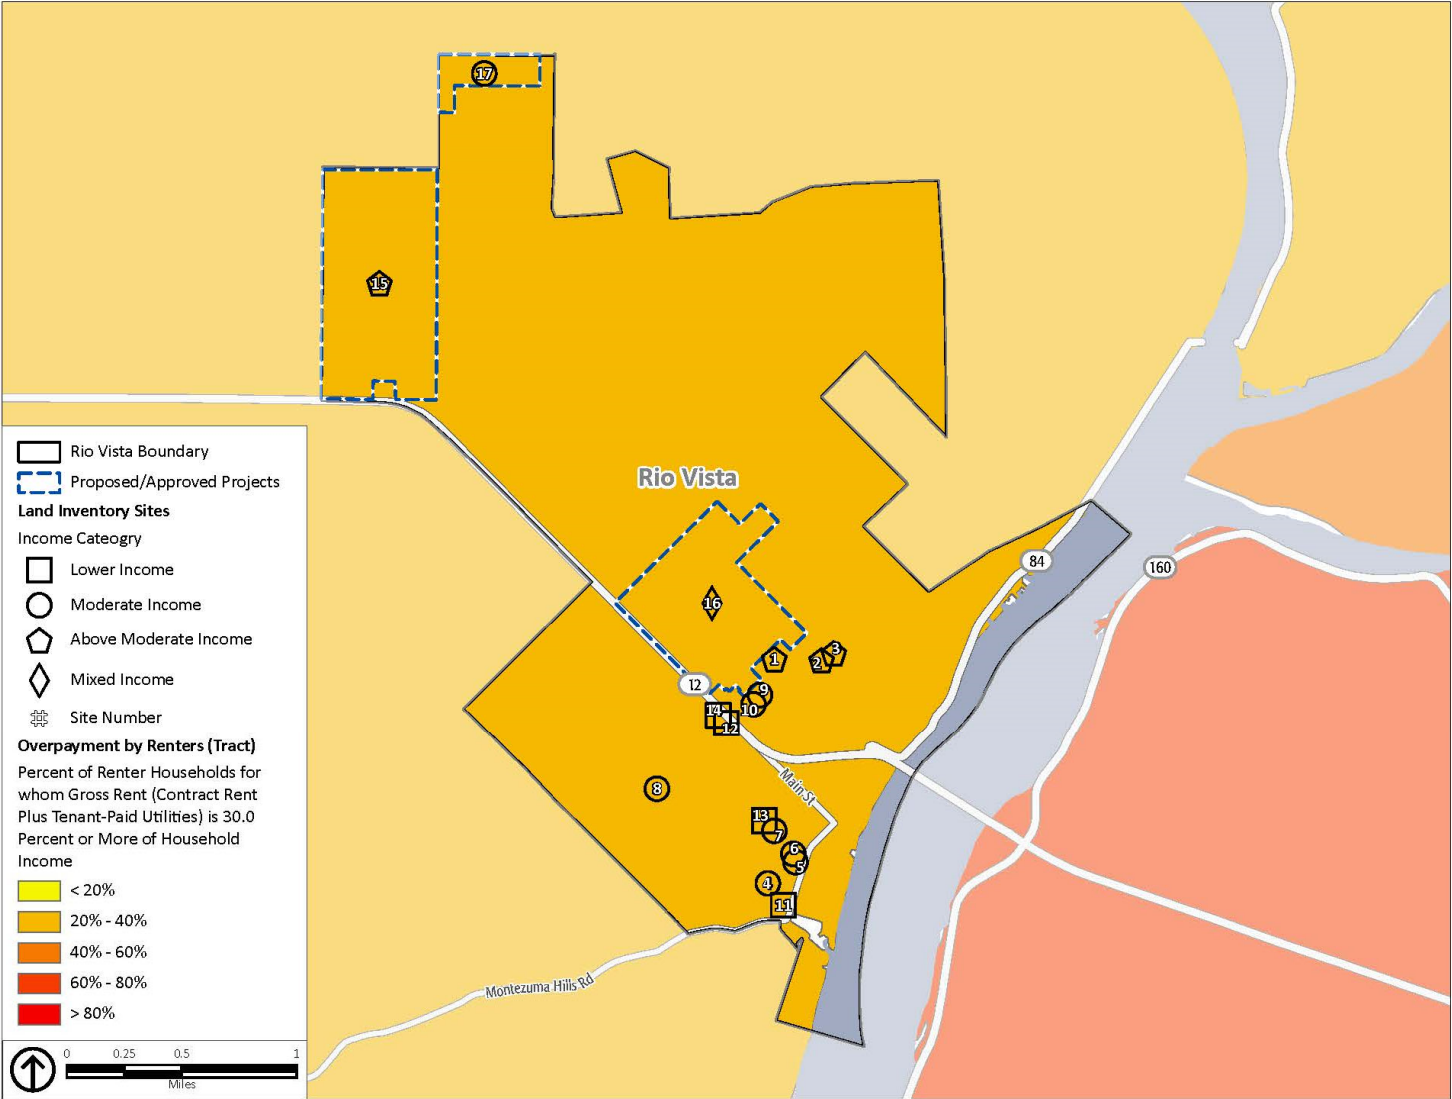 17
15
Rio Vista
84
160
16
1
2
3
12
9
10
14
12
Main St
8
13
7
6
5
4
11
Montezuma Hills Rd
Rio Vista Boundary
Proposed/Approved Projects
Land Inventory Sites
Income Cateogry
Lower Income
Moderate Income
Above Moderate Income
Mixed Income
# Site Number
Overpayment by Renters (Tract)
Percent of Renter Households for
whom Gross Rent (Contract Rent
Plus Tenant-Paid Utilities) is 30.0
Percent or More of Household
Income
< 20%
20% - 40%
40% - 60%
60% - 80%
> 80%
0 0.25 0.5 1
Miles